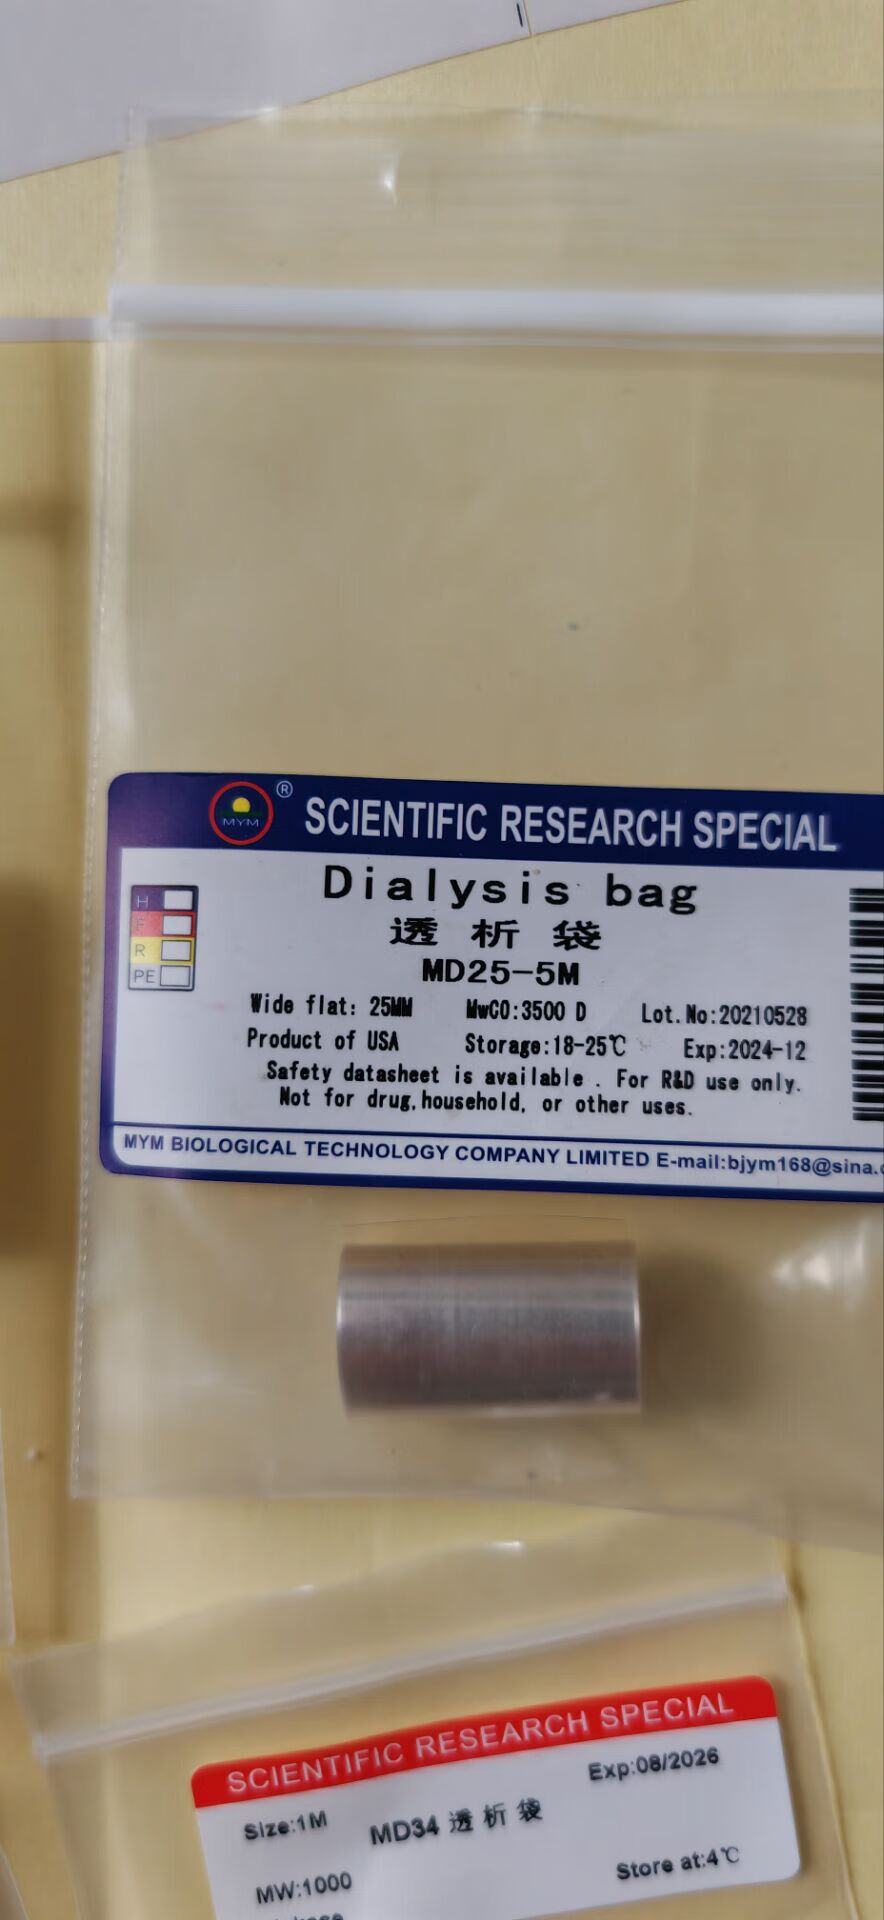 MYM ® SCIENTIFIC RESEARCH SPECIAL
Dialysis bag
透析袋
MD25-5M
H
F
R
PE
Wide flat: 25MM MwCO:3500 D Lot.No:20210528
Product of USA Storage:18-25℃ Exp:2024-12
Safety datasheet is available . For R&D use only.
Not for drug,household, or other uses.
MYM BIOLOGICAL TECHNOLOGY COMPANY LIMITED E-mail:bjym168@sina.
SCIENTIFIC RESEARCH SPECIAL
Exp:08/2026
Size:1M MD34 透析袋
MW:1000 Store at:4℃